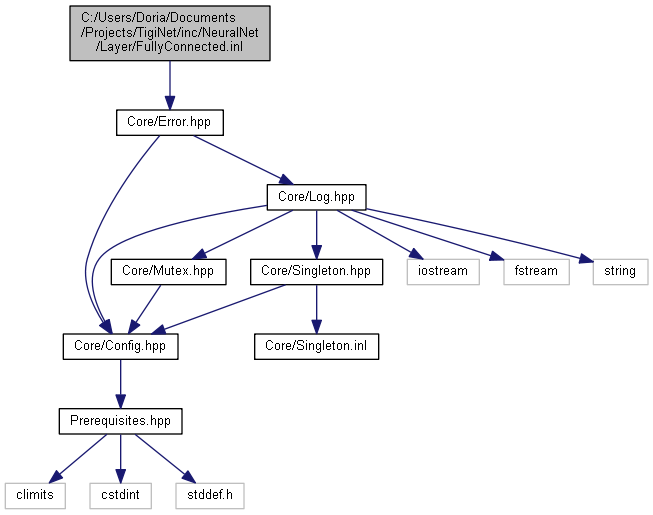 C:/Users/Doria/Documents
/Projects/TigiNet/inc/NeuralNet
/Layer/FullyConnected.inl
Core/Error.hpp
Core/Log.hpp
Core/Mutex.hpp
Core/Singleton.hpp
iostream
fstream
string
Core/Config.hpp
Core/Singleton.inl
Prerequisites.hpp
climits
cstdint
stddef.h